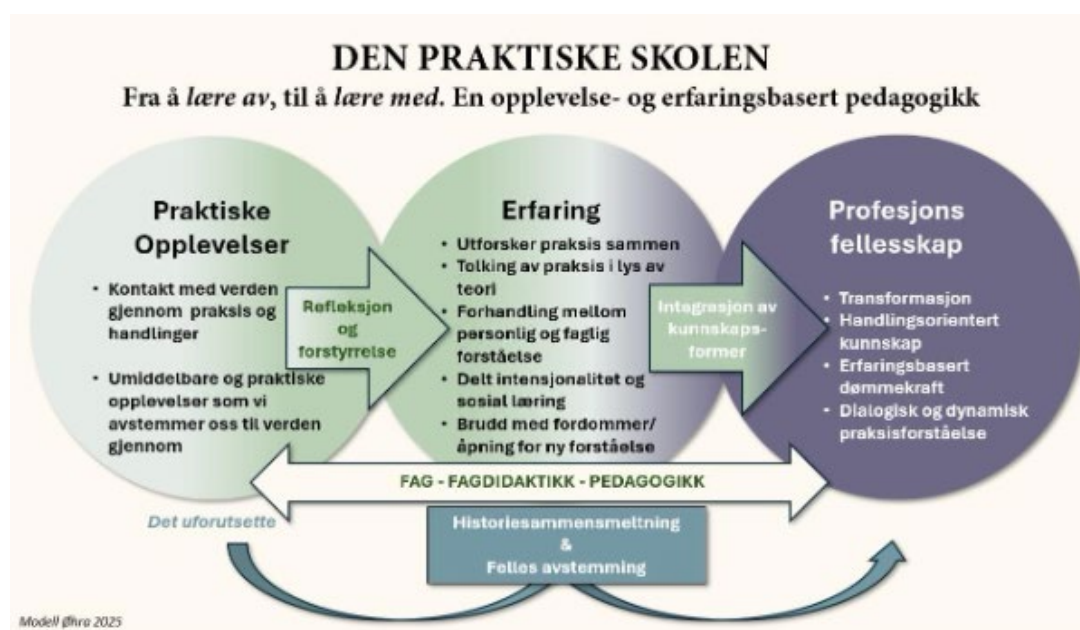 DEN PRAKTISKE SKOLEN
Fra å lære av, til å lære med. En opplevelse- og erfaringsbasert pedagogikk
Praktiske
Opplevelser
• Kontakt med verden
gjennom praksis og
handlinger
• Umiddelbare og praktiske
opplevelser som vi
avstemmer oss til verden
gjennom
Refleksjon
og
forstyrrelse
Erfaring
• Utforsker praksis sammen
• Tolking av praksis i lys av
teori
• Forhandling mellom
personlig og faglig
forståelse
• Delt intensjonalitet og
sosial læring
• Brudd med fordommer/
åpning for ny forståelse
Integrasjon av
kunnskaps-
former
Profesjons
fellesskap
• Transformasjon
• Handlingsorientert
kunnskap
• Erfaringsbasert
dømmekraft
• Dialogisk og dynamisk
praksisforståelse
FAG - FAGDIDAKTIKK - PEDAGOGIKK
Det uforutsette
Historiesammensmeltning
&
Felles avstemming
Modell Øhra 2025